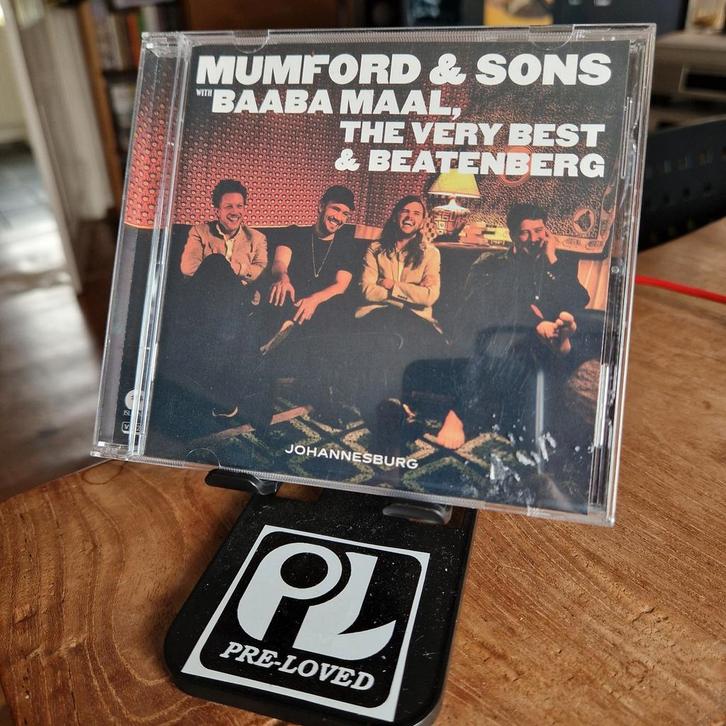 MUMFORD & SONS
WITH BAABA MAAL,
THE VERY BEST
& BEATENBERG
JOHANNESBURG
PL
PRE-LOVED